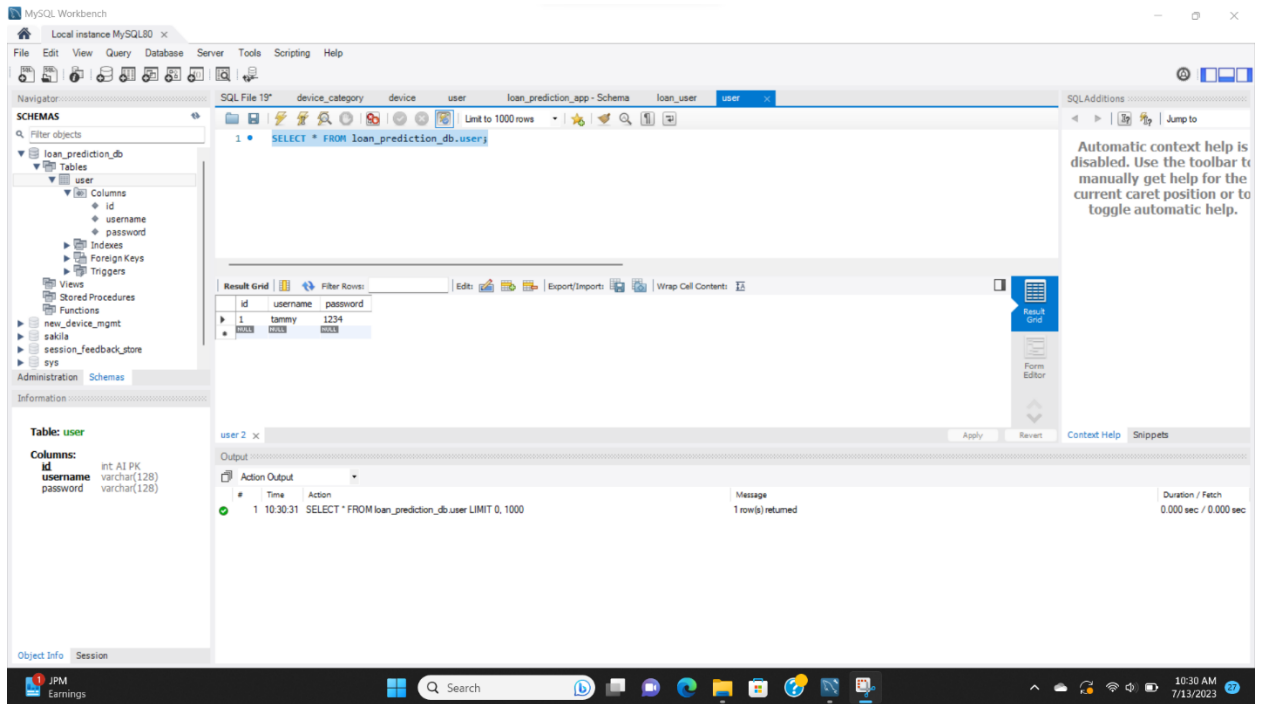 MySQL Workbench
Local instance MySQL80
File Edit View Query Database Server Tools Scripting Help
Navigator
SCHEMAS
Filter objects
loan_prediction_db
Tables
user
Columns
id
username
password
Indexes
Foreign Keys
Triggers
Views
Stored Procedures
Functions
new_device_mgmt
sakila
session_feedback_store
sys
Administration Schemas
Information
Table: user
Columns:
id int AI PK
username varchar(128)
password varchar(128)
Object Info Session
SQL File 19* device_category device user loan_prediction_app - Schema loan_user user
Limit to 1000 rows
1 SELECT * FROM loan_prediction_db.user;
Result Grid Filter Rows: Edit: Export/Import: Wrap Cell Content:
id username password
1 tammy 1234
NULL NULL NULL
Result Grid
Form Editor
user 2 Apply Revert
Output
Action Output
# Time Action Message Duration / Fetch
1 10:30:31 SELECT * FROM loan_prediction_db.user LIMIT 0, 1000 1 row(s) returned 0.000 sec / 0.000 sec
SQLAdditions
Jump to
Automatic context help is
disabled. Use the toolbar to
manually get help for the
current caret position or to
toggle automatic help.
Context Help Snippets
1 JPM
Earnings
Search
10:30 AM
7/13/2023
27